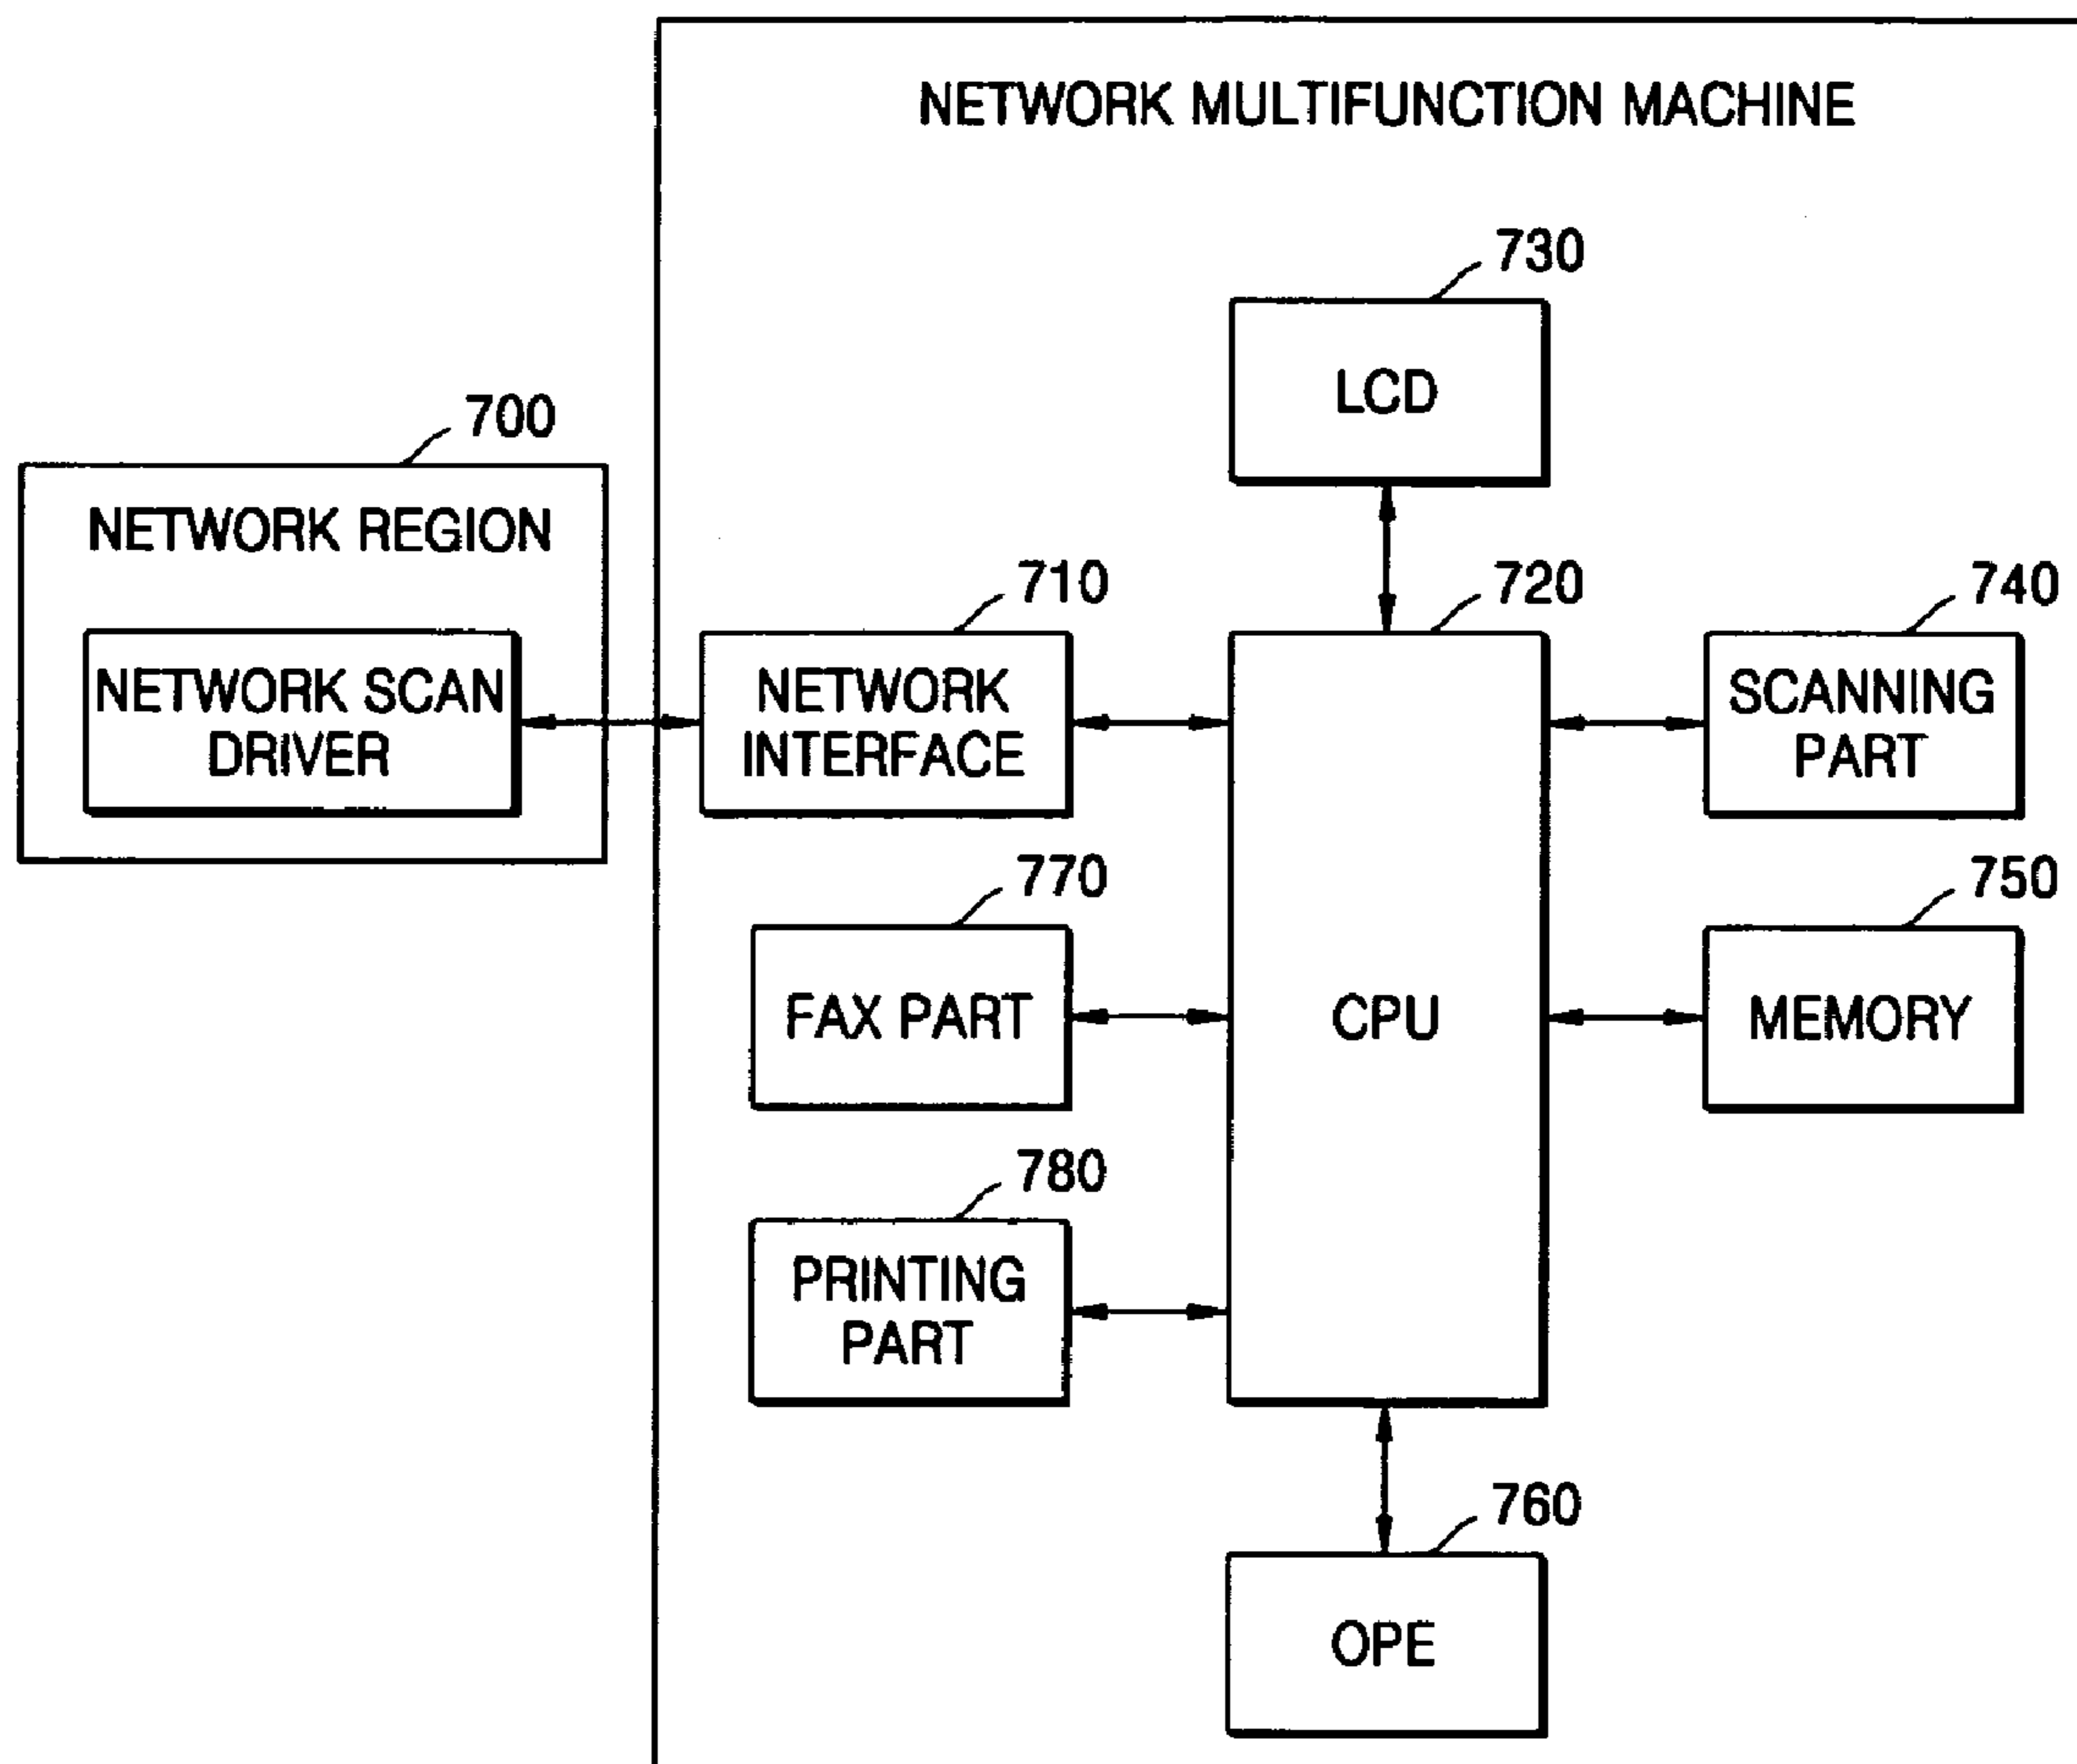 NETWORK MULTIFUNCTION MACHINE
730
LCD
700
NETWORK REGION
NETWORK SCAN
DRIVER
710
NETWORK
INTERFACE
720
CPU
740
SCANNING
PART
770
FAX PART
750
MEMORY
780
PRINTING
PART
760
OPE